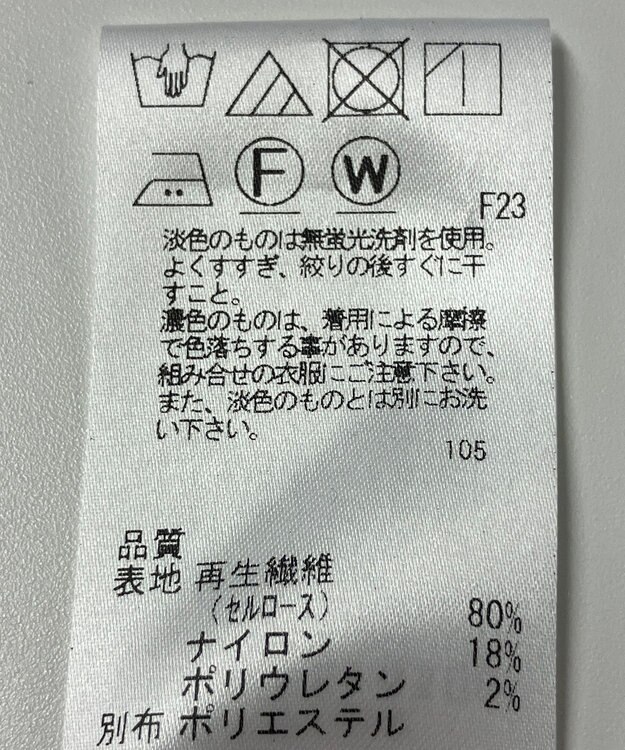 F W
F23
淡色のものは無蛍光洗剤を使用。
よくすすぎ、絞りの後すぐに干
すこと。
濃色のものは、着用による摩擦
で色落ちする事がありますので、
組み合せの衣服にご注意下さい。
また、淡色のものとは別にお洗
い下さい。
105
品質
表地 再生繊維
(セルロース) 80%
ナイロン 18%
ポリウレタン 2%
別布 ポリエステル